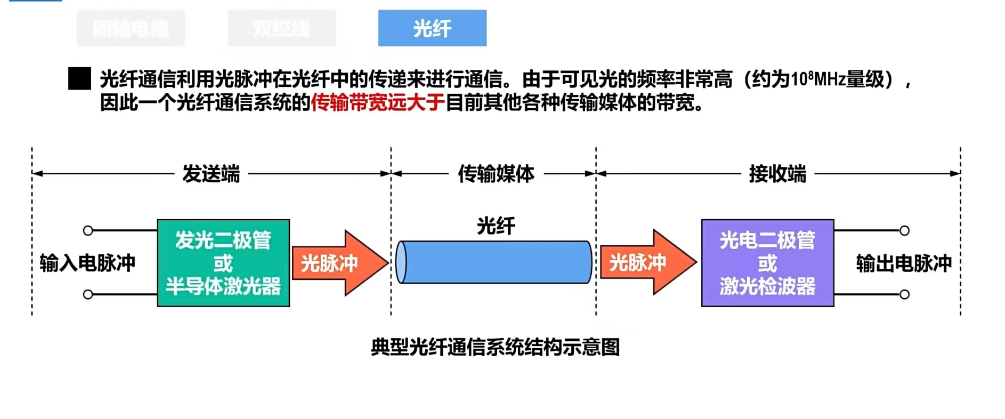 同轴电缆
双绞线
光纤
光纤通信利用光脉冲在光纤中的传递来进行通信。由于可见光的频率非常高（约为10⁸MHz量级），
因此一个光纤通信系统的传输带宽远大于目前其他各种传输媒体的带宽。
发送端
传输媒体
接收端
光纤
输入电脉冲
发光二极管
或
半导体激光器
光脉冲
光脉冲
光电二极管
或
激光检波器
输出电脉冲
典型光纤通信系统结构示意图